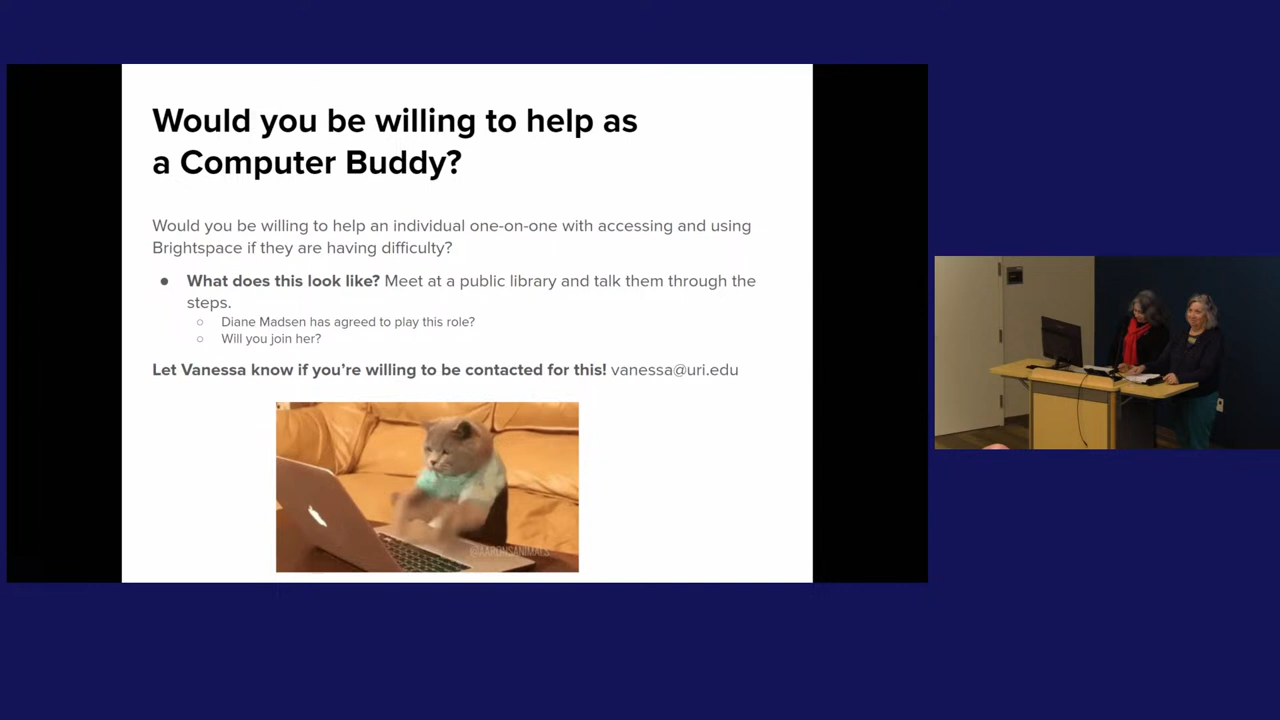 Would you be willing to help as
a Computer Buddy?
Would you be willing to help an individual one-on-one with accessing and using
Brightspace if they are having difficulty?
● What does this look like? Meet at a public library and talk them through the
steps.
○ Diane Madsen has agreed to play this role?
○ Will you join her?
Let Vanessa know if you’re willing to be contacted for this! vanessa@uri.edu
@AARONSANIMALS